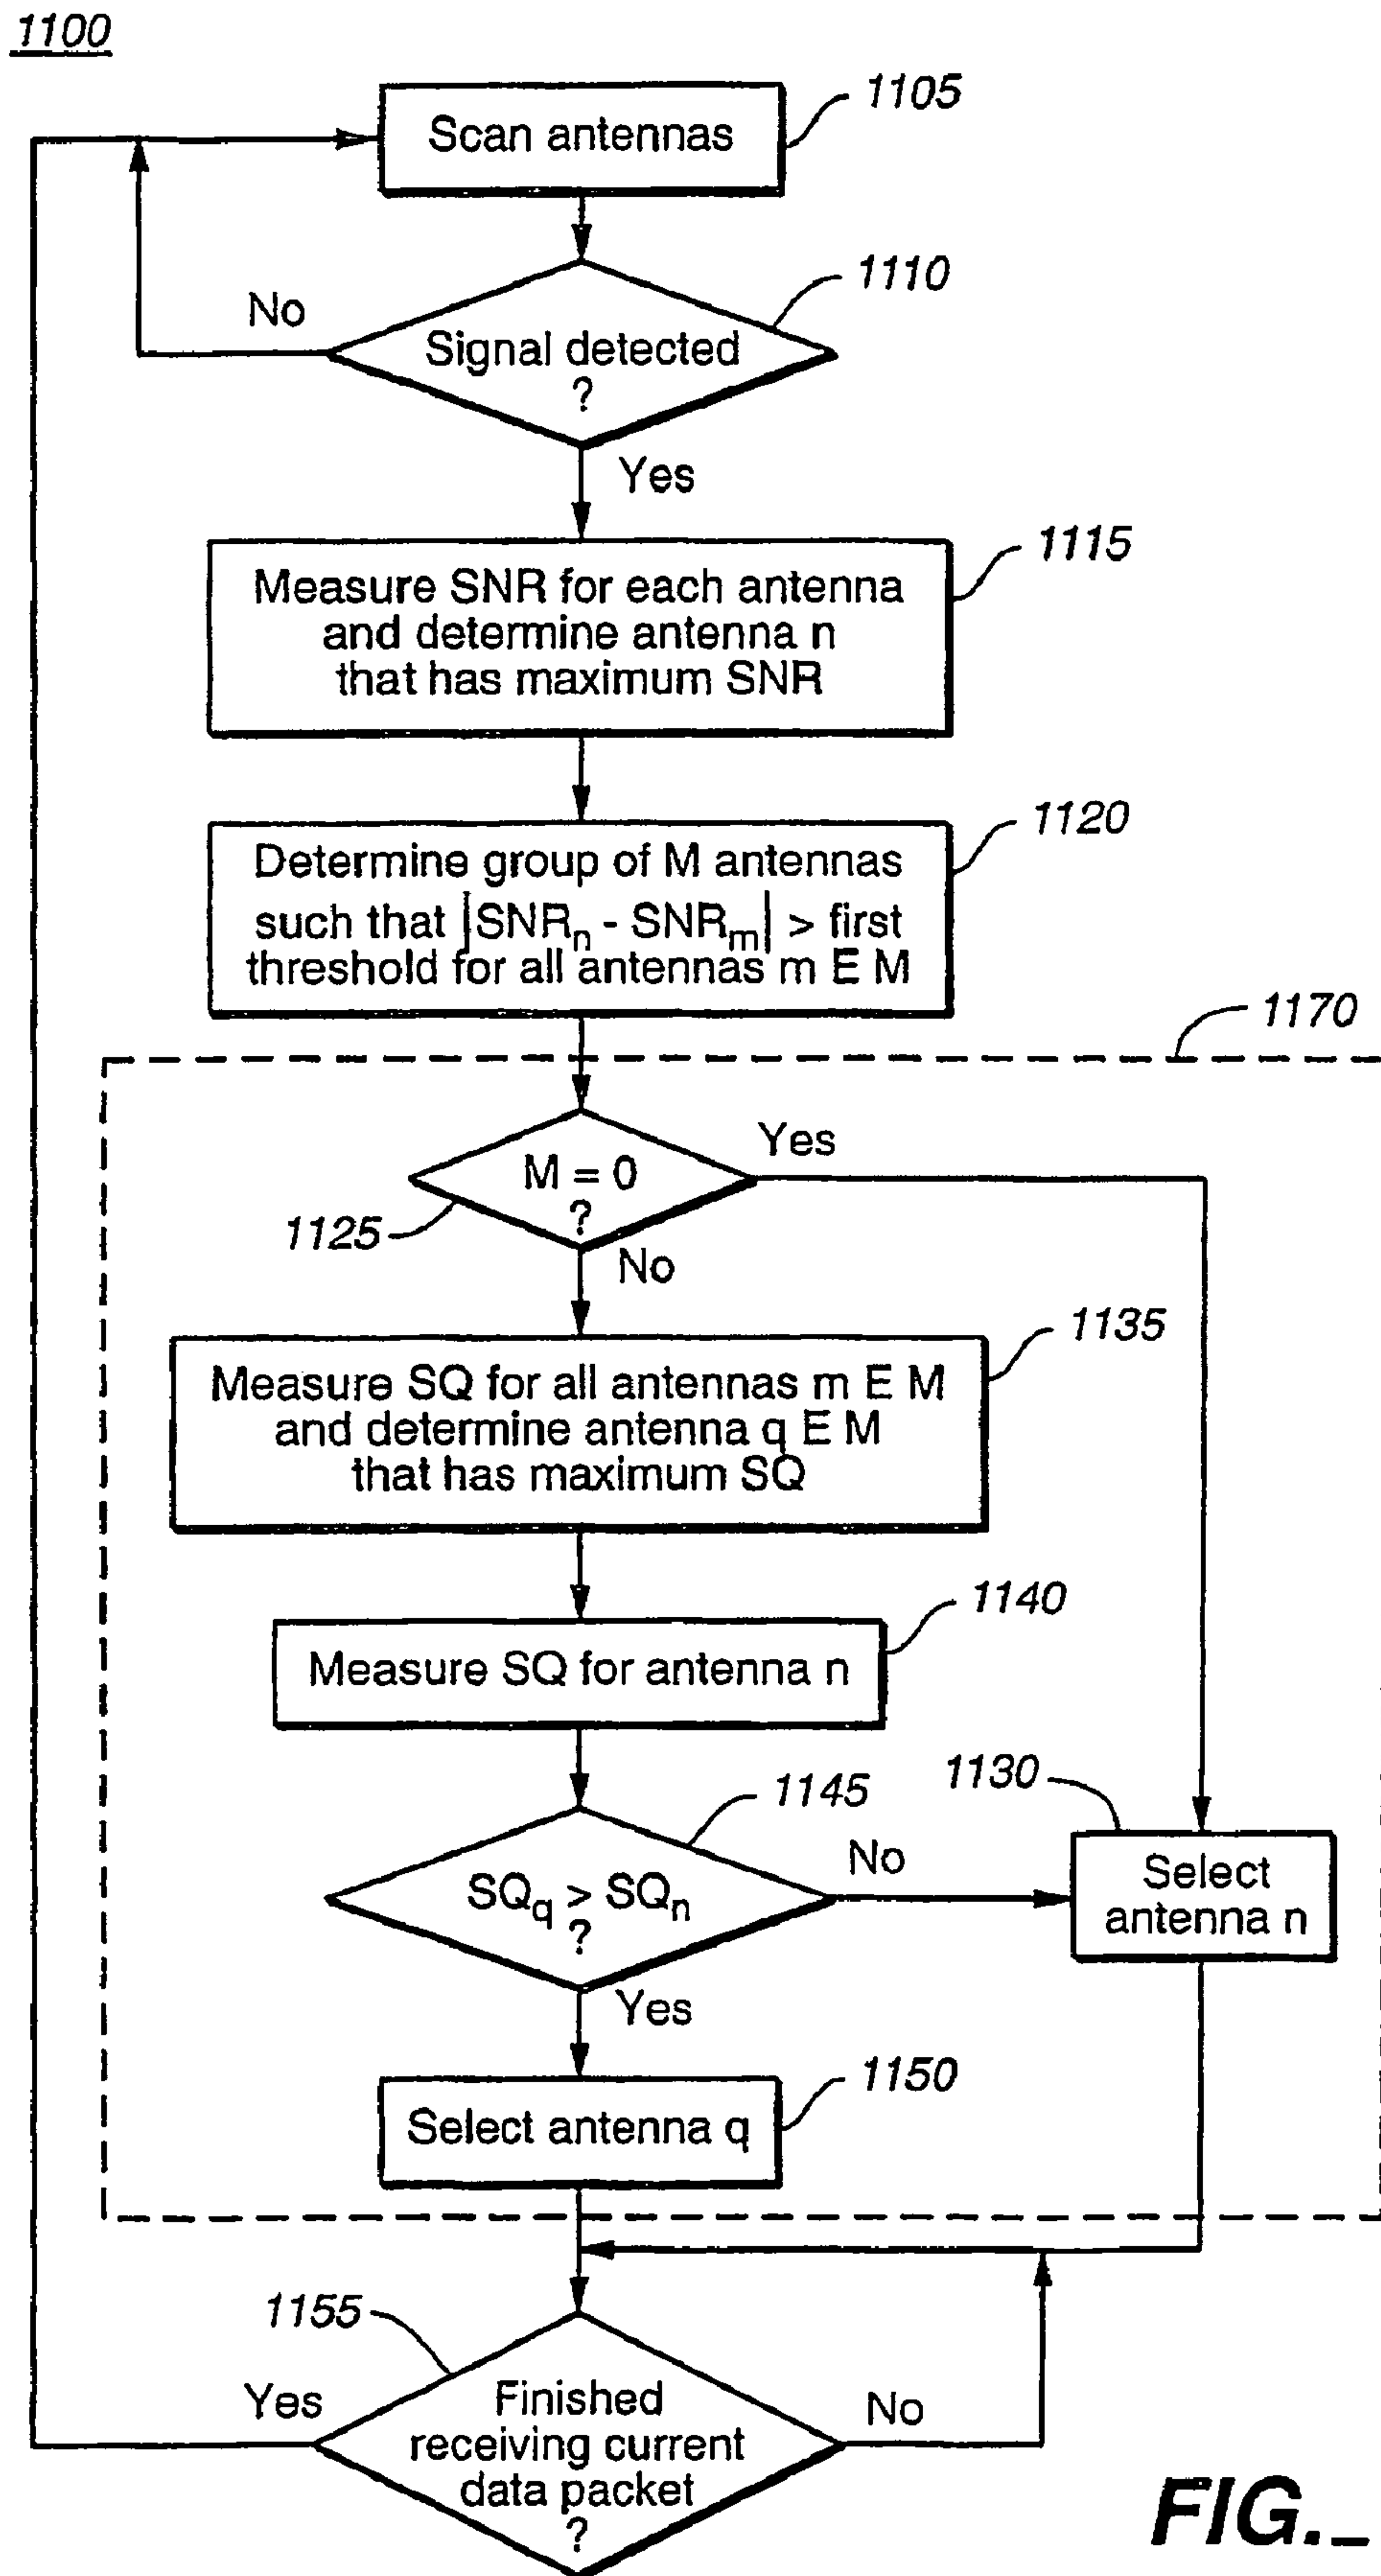 1100
1105
Scan antennas
1110
No
Signal detected
?
Yes
1115
Measure SNR for each antenna
and determine antenna n
that has maximum SNR
1120
Determine group of M antennas
such that |SNRn - SNRm| > first
threshold for all antennas m E M
1170
M = 0
?
Yes
1125
No
1135
Measure SQ for all antennas m E M
and determine antenna q E M
that has maximum SQ
1140
Measure SQ for antenna n
1145
1130
SQq > SQn
?
No
Select
antenna n
Yes
1150
Select antenna q
1155
Yes
Finished
receiving current
data packet
?
No
FIG._